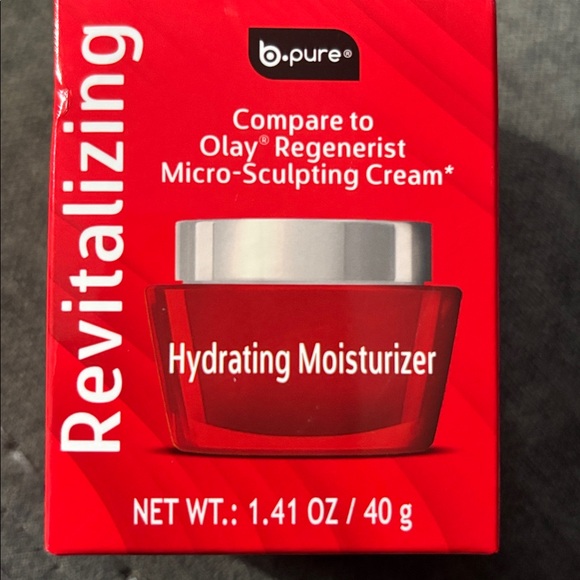 Revitalizing
b.pure®
Compare to
Olay® Regenerist
Micro-Sculpting Cream*
Hydrating Moisturizer
NET WT.: 1.41 OZ / 40 g